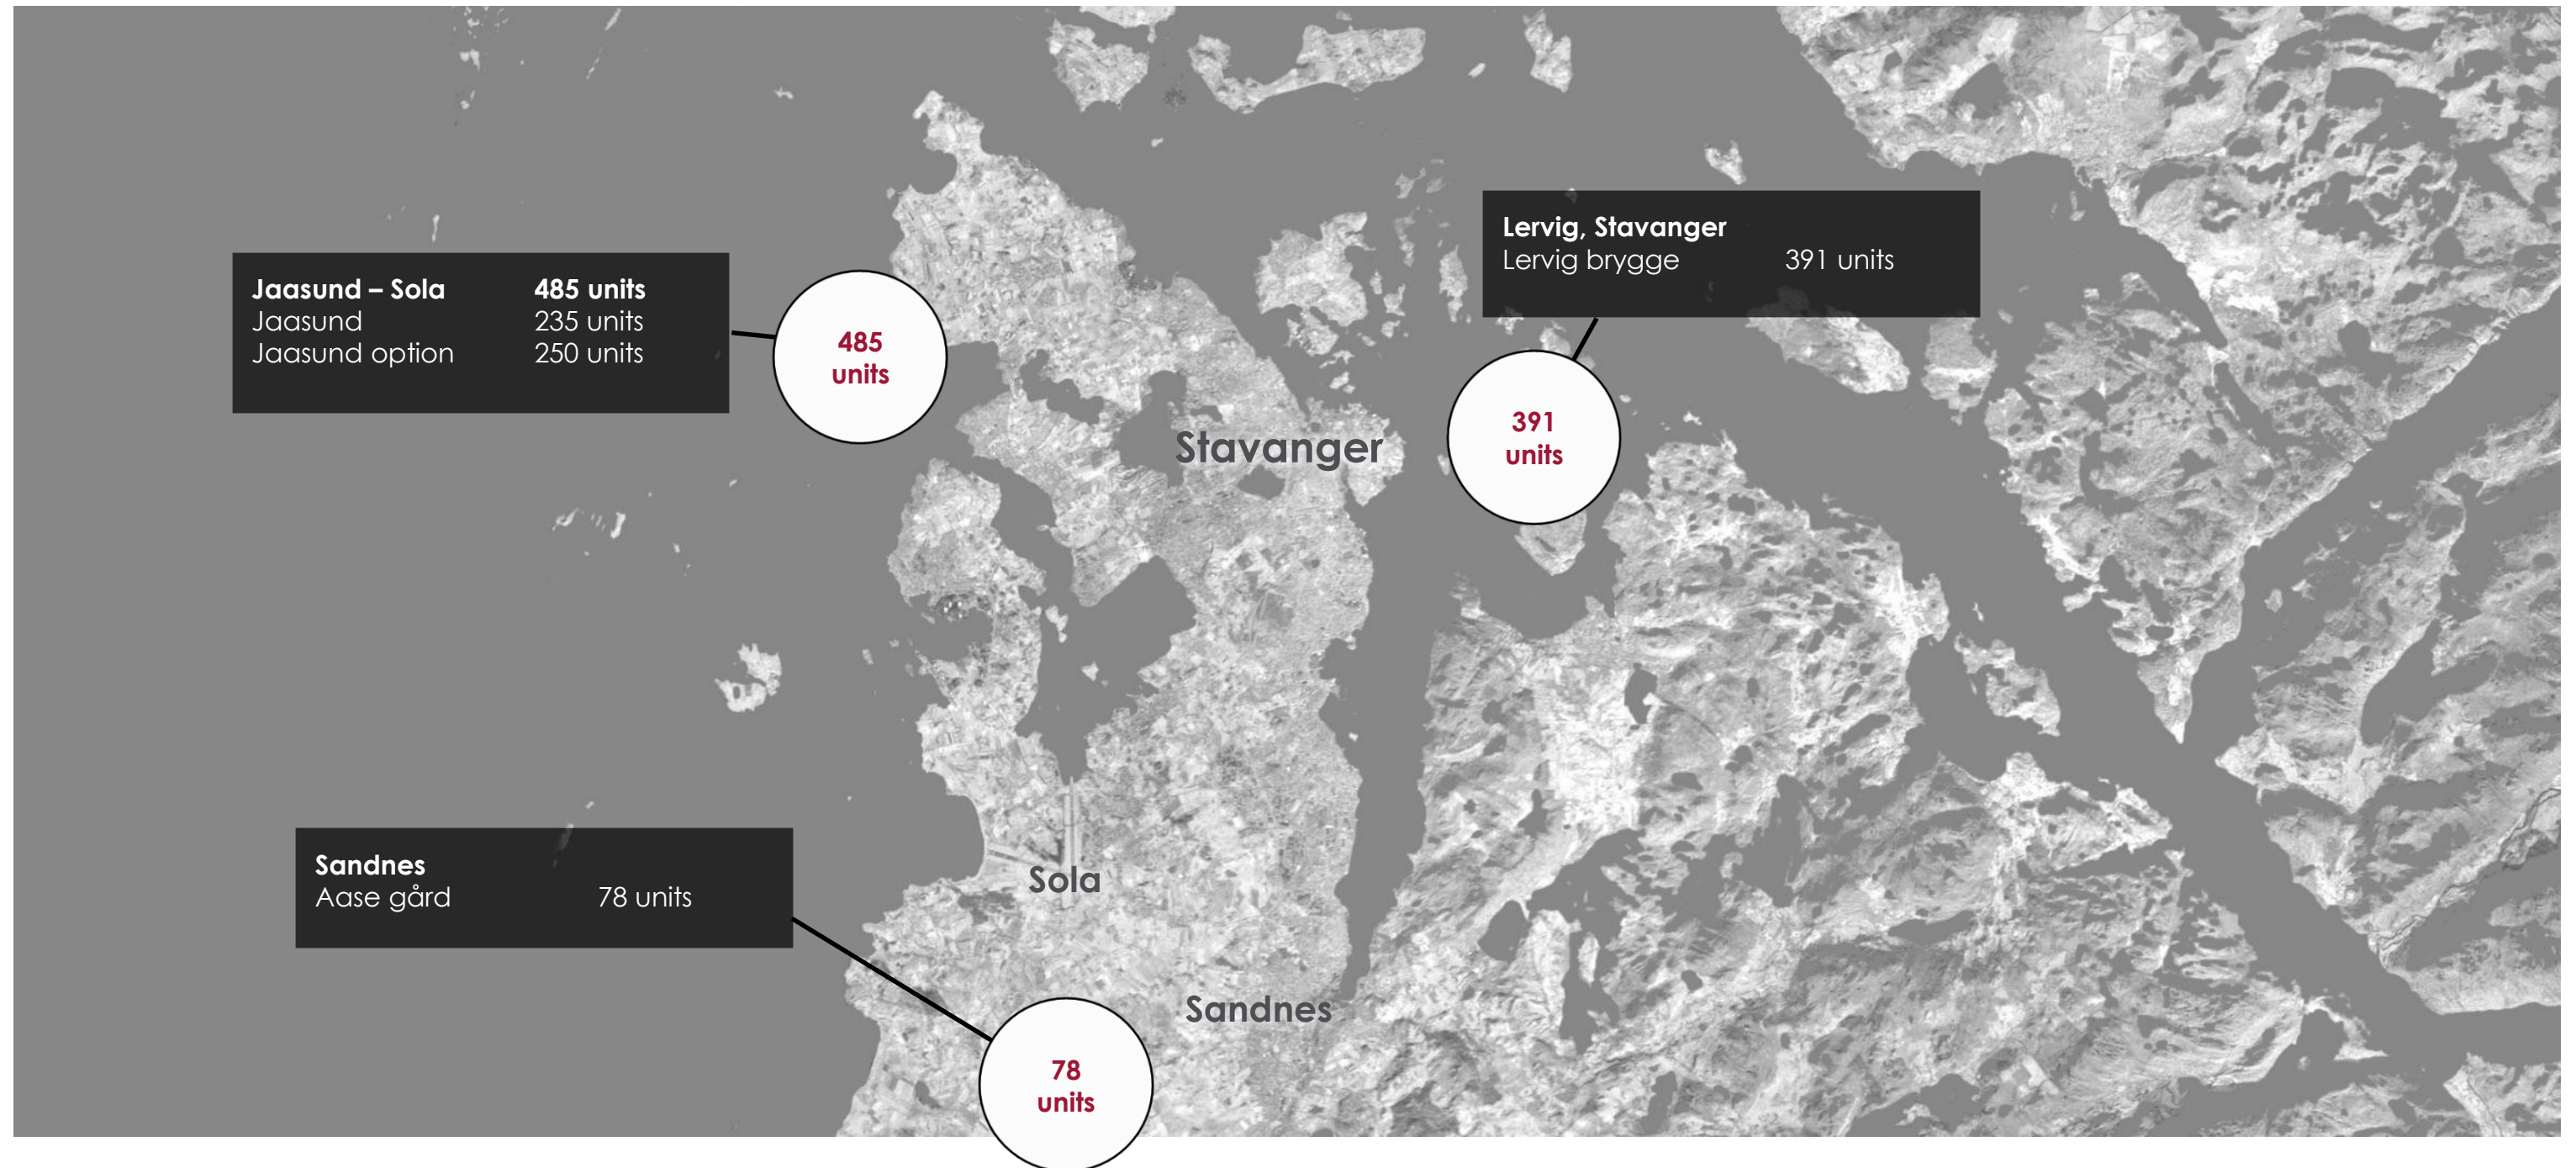 Lervig, Stavanger
Lervig brygge 391 units
Jaasund – Sola 485 units
Jaasund 235 units
Jaasund option 250 units
485
units
391
units
Stavanger
Sandnes
Aase gård 78 units
Sola
Sandnes
78
units